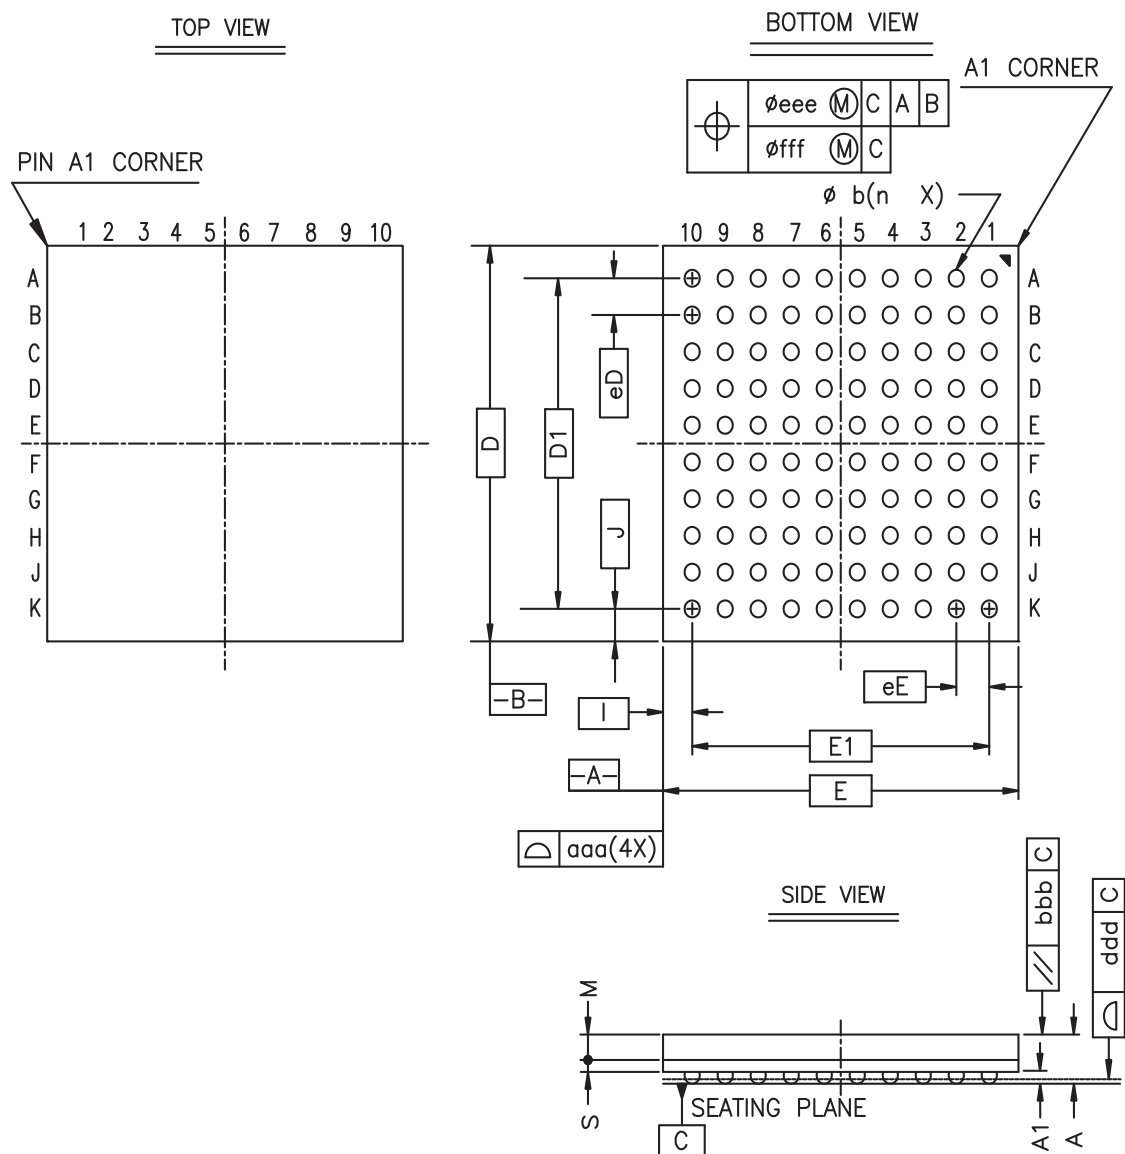 TOP VIEW
BOTTOM VIEW
A1 CORNER
øeee Ⓜ C A B
øfff Ⓜ C
PIN A1 CORNER
ø b(n X)
1 2 3 4 5 6 7 8 9 10
10 9 8 7 6 5 4 3 2 1
A
B
C
D
E
F
G
H
J
K
A
B
C
D
E
F
G
H
J
K
eD
D
D1
J
-B-
I
eE
E1
-A-
E
aaa(4X)
SIDE VIEW
// bbb C
ddd C
M
S
SEATING PLANE
C
A1
A